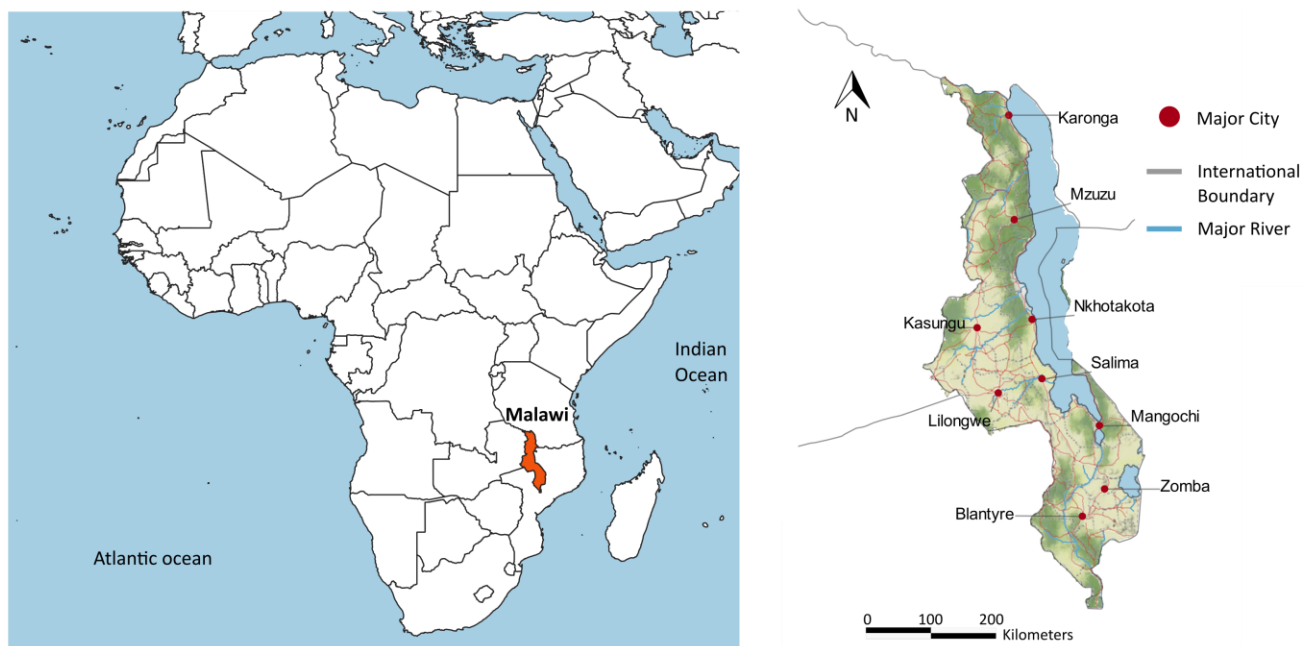 Malawi
Indian
Ocean
Atlantic ocean
N
Karonga
Mzuzu
Nkhotakota
Kasungu
Salima
Lilongwe
Mangochi
Zomba
Blantyre
Major City
International
Boundary
Major River
0 100 200
Kilometers